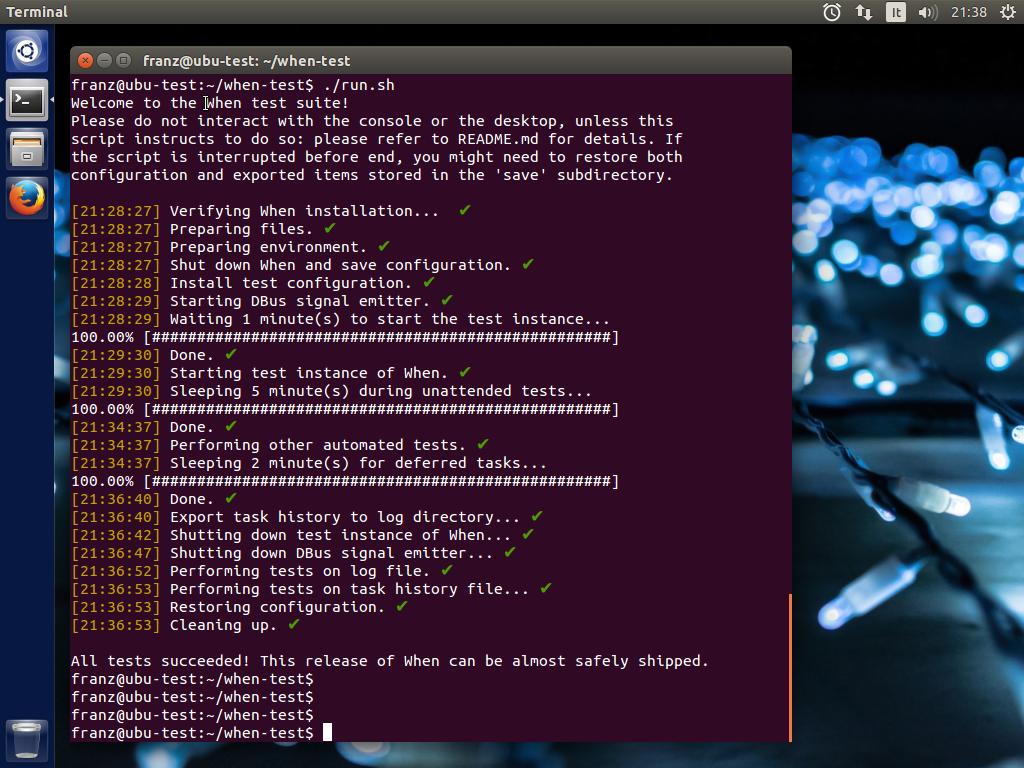 Terminal
It
21:38
franz@ubu-test: ~/when-test
franz@ubu-test:~/when-test$ ./run.sh
Welcome to the When test suite!
Please do not interact with the console or the desktop, unless this
script instructs to do so: please refer to README.md for details. If
the script is interrupted before end, you might need to restore both
configuration and exported items stored in the 'save' subdirectory.
[21:28:27] Verifying When installation...  ✔
[21:28:27] Preparing files. ✔
[21:28:27] Preparing environment. ✔
[21:28:27] Shut down When and save configuration. ✔
[21:28:28] Install test configuration. ✔
[21:28:29] Starting DBus signal emitter. ✔
[21:28:29] Waiting 1 minute(s) to start the test instance...
100.00% [###################################################]
[21:29:30] Done. ✔
[21:29:30] Starting test instance of When. ✔
[21:29:30] Sleeping 5 minute(s) during unattended tests...
100.00% [###################################################]
[21:34:37] Done. ✔
[21:34:37] Performing other automated tests. ✔
[21:34:37] Sleeping 2 minute(s) for deferred tasks...
100.00% [###################################################]
[21:36:40] Done. ✔
[21:36:40] Export task history to log directory... ✔
[21:36:42] Shutting down test instance of When... ✔
[21:36:47] Shutting down DBus signal emitter... ✔
[21:36:52] Performing tests on log file. ✔
[21:36:53] Performing tests on task history file... ✔
[21:36:53] Restoring configuration. ✔
[21:36:53] Cleaning up. ✔
All tests succeeded! This release of When can be almost safely shipped.
franz@ubu-test:~/when-test$
franz@ubu-test:~/when-test$
franz@ubu-test:~/when-test$
franz@ubu-test:~/when-test$